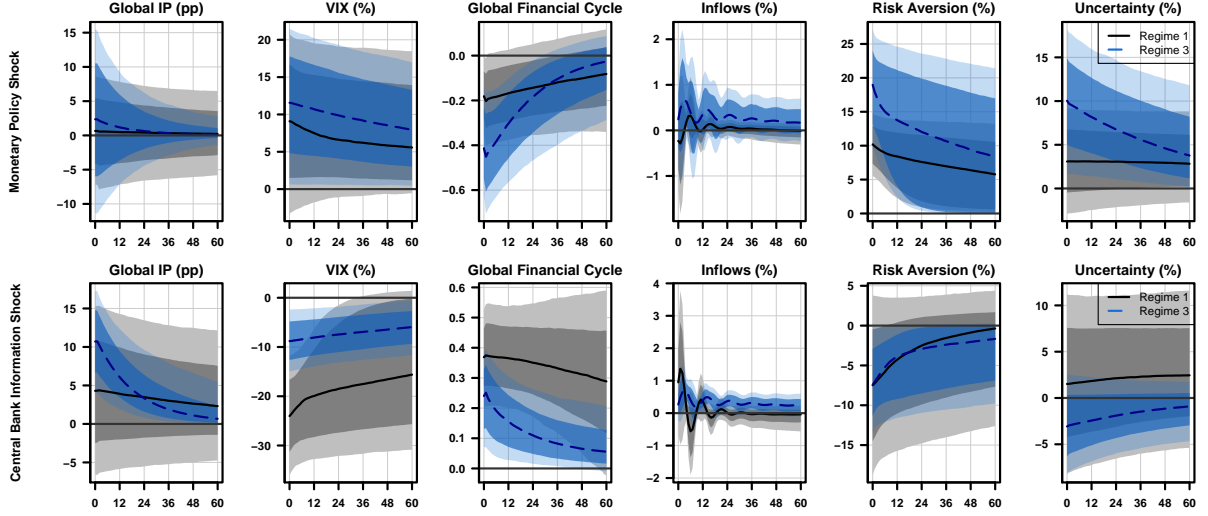 Global IP (pp) VIX (%) Global Financial Cycle Inflows (%) Risk Aversion (%) Uncertainty (%)
Monetary Policy Shock
15 10 5 0 −5 −10
20 15 10 5 0
0.0 −0.2 −0.4 −0.6
2 1 0 −1
25 20 15 10 5 0
15 10 5 0
Regime 1
Regime 3
0 12 24 36 48 60 0 12 24 36 48 60 0 12 24 36 48 60 0 12 24 36 48 60 0 12 24 36 48 60 0 12 24 36 48 60
Global IP (pp) VIX (%) Global Financial Cycle Inflows (%) Risk Aversion (%) Uncertainty (%)
Central Bank Information Shock
15 10 5 0 −5
0 −10 −20 −30
0.6 0.5 0.4 0.3 0.2 0.1 0.0
4 3 2 1 0 −1 −2
5 0 −5 −10 −15
10 5 0 −5
Regime 1
Regime 3
0 12 24 36 48 60 0 12 24 36 48 60 0 12 24 36 48 60 0 12 24 36 48 60 0 12 24 36 48 60 0 12 24 36 48 60